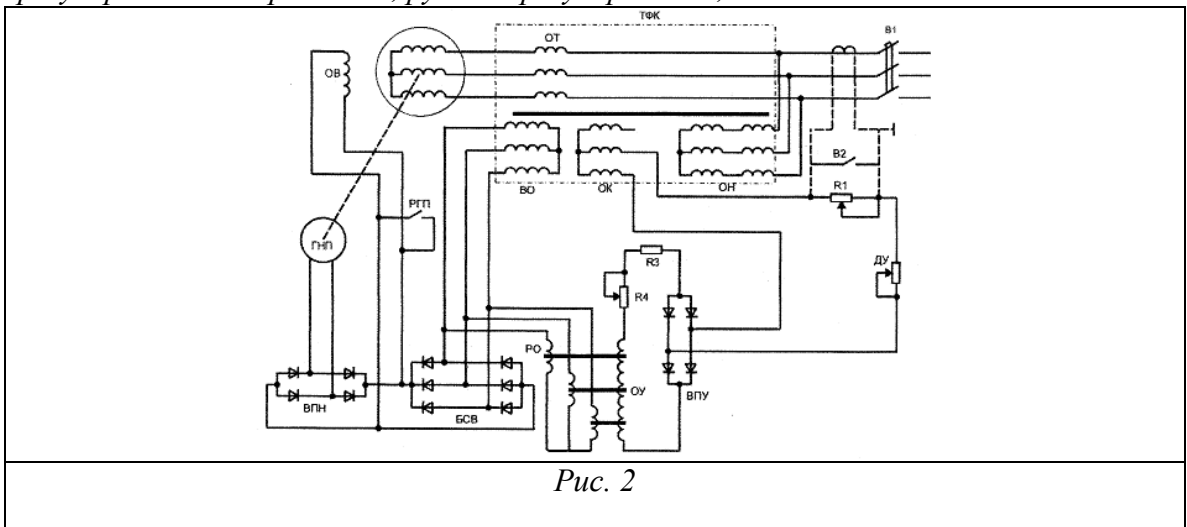 ТФК
ОТ
В1
ОВ
В2
R1
ВО
ОК
ОН
РГП
ГНП
ДУ
R3
R4
РО
ОУ
ВПУ
ВПН
БСВ
Рис. 2